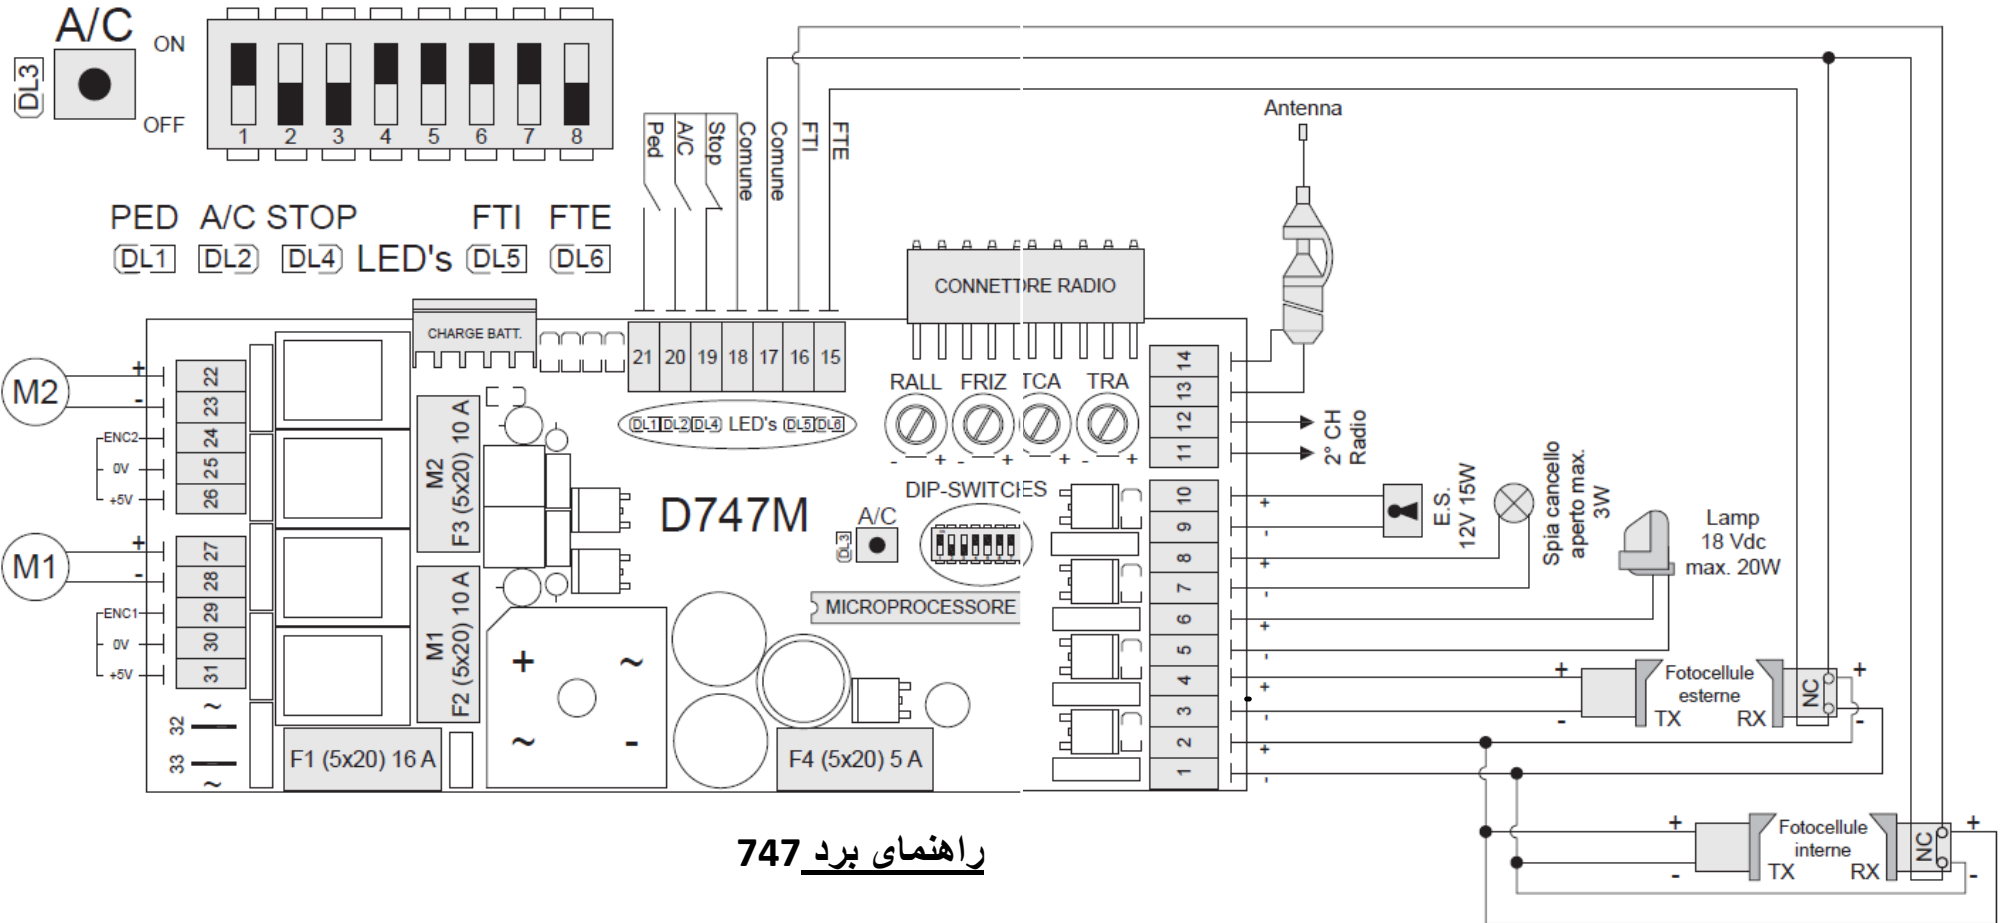 A/C
DL3
ON
OFF
1 2 3 4 5 6 7 8
PED A/C STOP FTI FTE
DL1 DL2 DL4 LED's DL5 DL6
Ped
A/C
Stop
Comune
Comune
FTI
FTE
Antenna
CONNETTORE RADIO
CHARGE BATT.
21 20 19 18 17 16 15
DL1 DL2 DL4 LED's DL5 DL6
RALL FRIZ TCA TRA
- + - + + - +
M2
+
-
22
23
ENC2 24
0V 25
+5V 26
M1
+
-
27
28
ENC1 29
0V 30
+5V 31
32 ~
33 ~
M2
F3 (5x20) 10 A
M1
F2 (5x20) 10 A
F1 (5x20) 16 A
+ ~
~ -
D747M
DIP-SWITCHES
A/C
DL3
MICROPROCESSORE
F4 (5x20) 5 A
14
13
12
11
10 +
9 -
8 +
7 -
6 +
5 -
4 +
3 -
2 +
1 -
2° CH
Radio
E.S.
12V 15W
Spia cancello
aperto max.
3W
Lamp
18 Vdc
max. 20W
+ Fotocellule +
esterne
NC
- TX RX -
+ Fotocellule +
interne
NC
- TX RX -
راهنمای برد 747